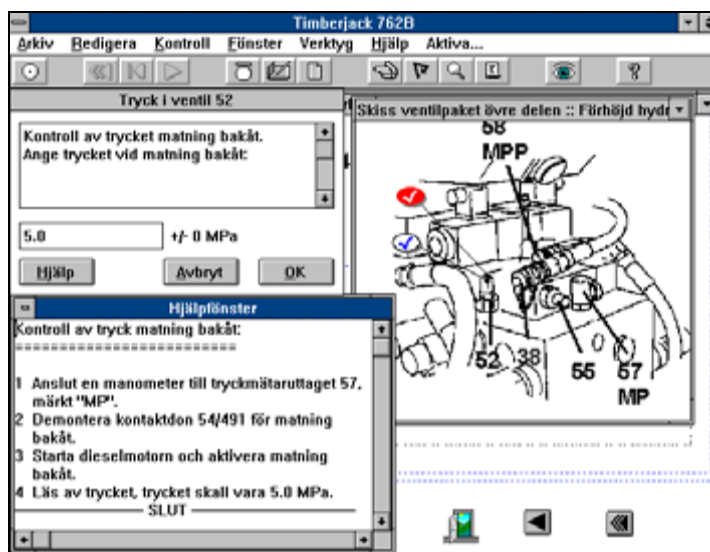 Timberjack 762B
Arkiv Redigera Kontroll Fönster Verktyg Hjälp Aktiva...
Tryck i ventil 52
Kontroll av trycket matning bakåt.
Ange trycket vid matning bakåt:
5.0 +/- 0 MPa
Hjälp Avbryt OK
Skiss ventilpaket övre delen :: Förhöjd hydr
58
MPP
52 38 55 57
MP
Hjälpfönster
Kontroll av tryck matning bakåt:
=========================
1 Anslut en manometer till tryckmätaruttaget 57,
märkt "MP".
2 Demontera kontaktdon 54/491 för matning
bakåt.
3 Starta dieselmotorn och aktivera matning
bakåt.
4 Läs av trycket, trycket skall vara 5.0 MPa.
SLUT